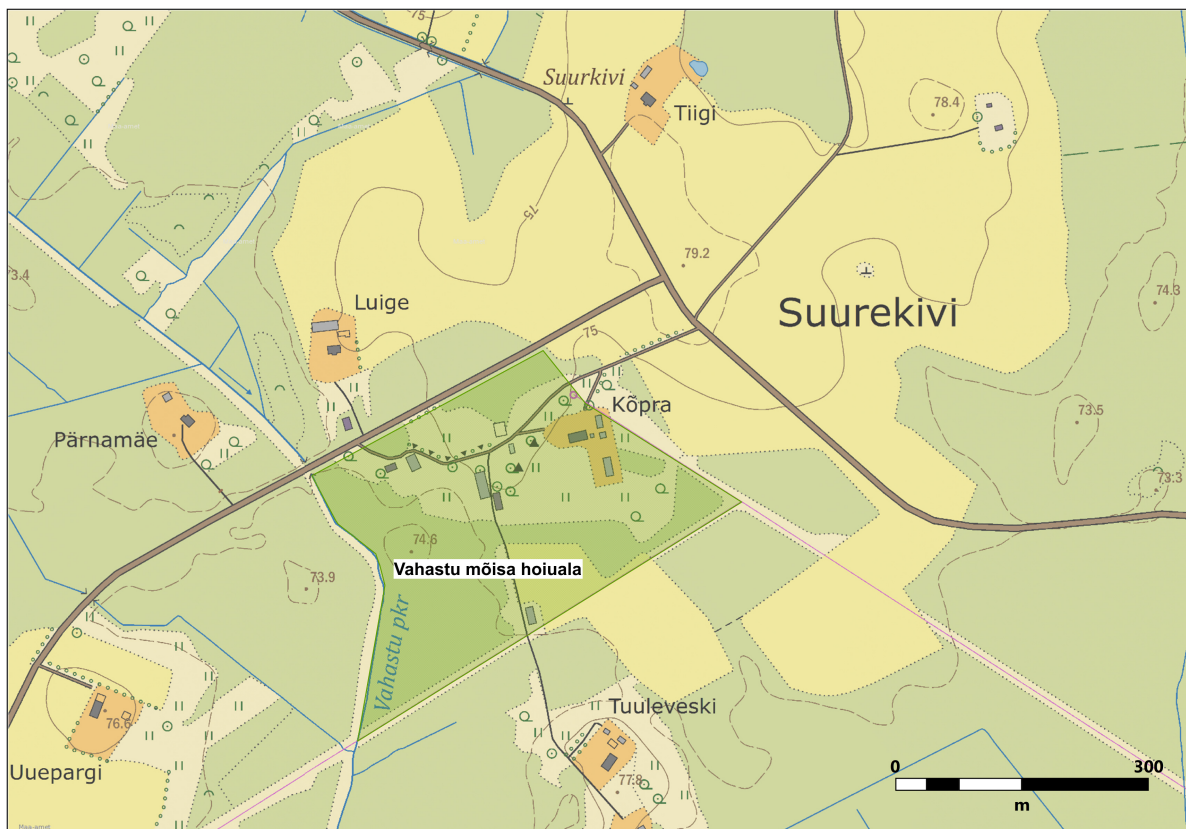 75
Suurkivi
Tiigi
78.4
75
79.2
73.4
74.3
Luige
Suurekivi
75
Kõpra
73.5
Pärnamäe
73.3
74.6
Vahastu mõisa hoiuala
73.9
Vahastu pkr
Tuuleveski
76.6
Uuepargi
77.8
0 300
m
Maa-amet